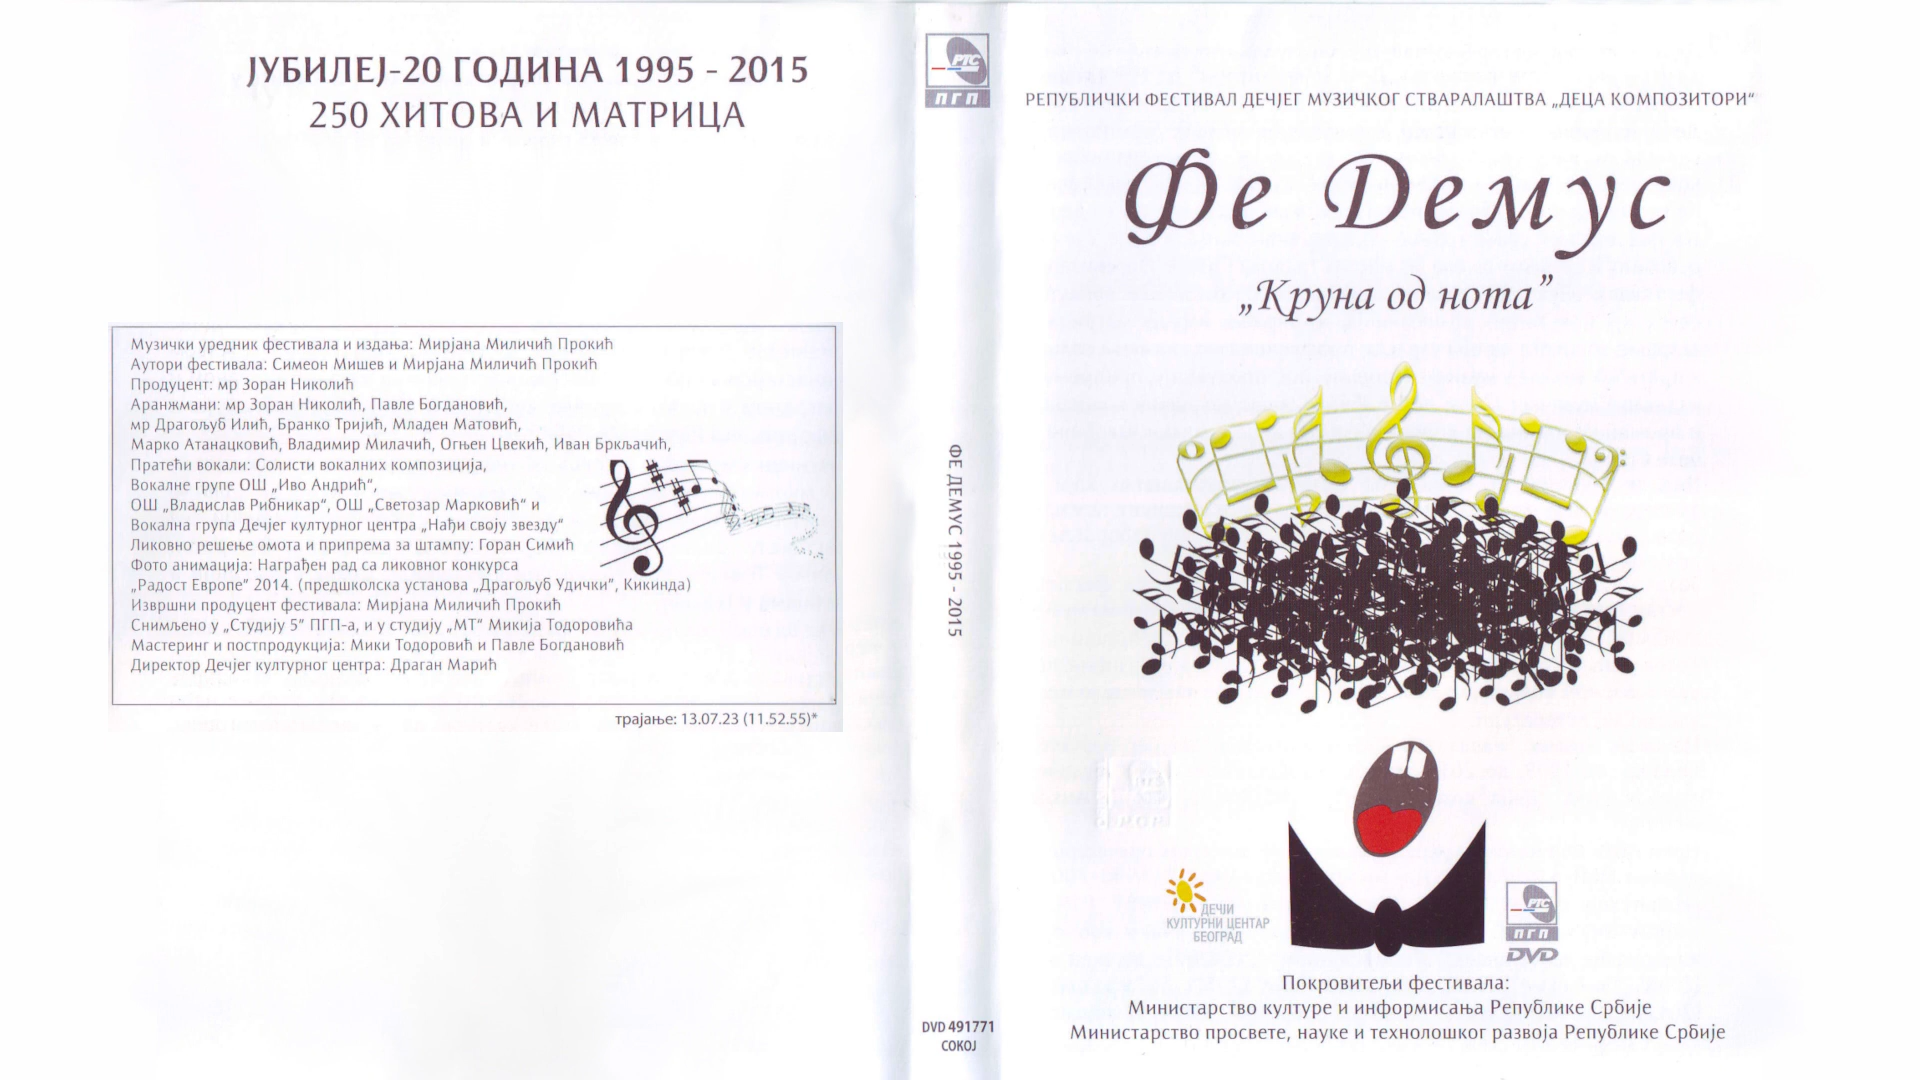 ЈУБИЛЕЈ-20 ГОДИНА 1995 - 2015
250 ХИТОВА И МАТРИЦА
Музички уредник фестивала и издања: Мирјана Миличић Прокић
Аутори фестивала: Симеон Мишев и Мирјана Миличић Прокић
Продуцент: мр Зоран Николић
Аранжмани: мр Зоран Николић, Павле Богдановић,
мр Драгољуб Илић, Бранко Тријић, Младен Матовић,
Марко Атанацковић, Владимир Милачић, Огњен Цвекић, Иван Бркљачић,
Пратећи вокали: Солисти вокалних композиција,
Вокалне групе ОШ „Иво Андрић“,
ОШ „Владислав Рибникар“, ОШ „Светозар Марковић“ и
Вокална група Дечјег културног центра „Нађи своју звезду“
Ликовно решење омота и припрема за штампу: Горан Симић
Фото анимација: Награђен рад са ликовног конкурса
„Радост Европе” 2014. (предшколска установа „Драгољуб Удички”, Кикинда)
Извршни продуцент фестивала: Мирјана Миличић Прокић
Снимљено у „Студију 5” ПГП-а, и у студију „МТ“ Микија Тодоровића
Мастеринг и постпродукција: Мики Тодоровић и Павле Богдановић
Директор Дечјег културног центра: Драган Марић
трајање: 13.07.23 (11.52.55)*
РТС
ПГП
ФЕ ДЕМУС 1995 - 2015
DVD 491771
СОКОЈ
РЕПУБЛИЧКИ ФЕСТИВАЛ ДЕЧЈЕГ МУЗИЧКОГ СТВАРАЛАШТВА „ДЕЦА КОМПОЗИТОРИ“
Фе Демус
„Круна од нота”
ДЕЧЈИ
КУЛТУРНИ ЦЕНТАР
БЕОГРАД
РТС
ПГП
DVD
Покровитељи фестивала:
Министарство културе и информисања Републике Србије
Министарство просвете, науке и технолошког развоја Републике Србије